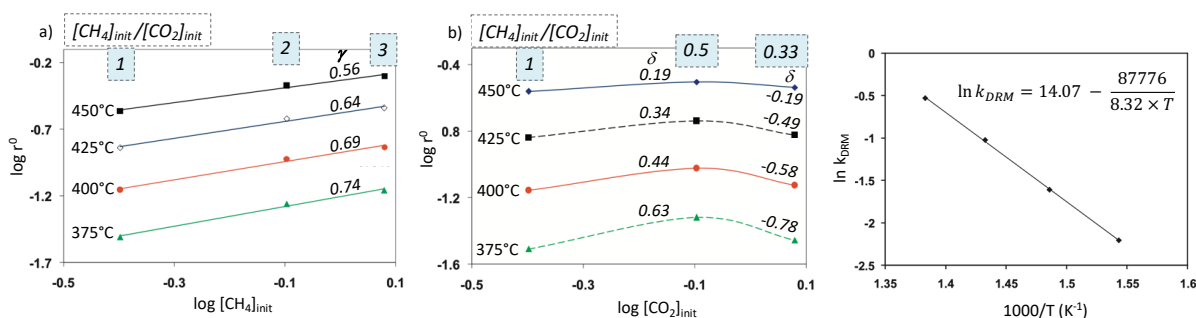 a)
[CH4]init/[CO2]init
-0.2
-0.7
-1.2
-1.7
log r⁰
1
2
3
γ
0.56
450°C
0.64
425°C
0.69
400°C
0.74
375°C
-0.5
-0.3
-0.1
0.1
log [CH4]init
b)
[CH4]init/[CO2]init
-0.4
0.8
-1.2
-1.6
log r⁰
1
0.5
0.33
δ
δ
0.19
-0.19
450°C
0.34
-0.49
425°C
0.44
-0.58
400°C
0.63
-0.78
375°C
-0.5
-0.3
-0.1
0.1
log [CO2]init
0
-0.5
-1
-1.5
-2
-2.5
ln kDRM
ln kDRM = 14.07 − 87776 / 8.32 × T
1.35
1.4
1.45
1.5
1.55
1.6
1000/T (K⁻¹)